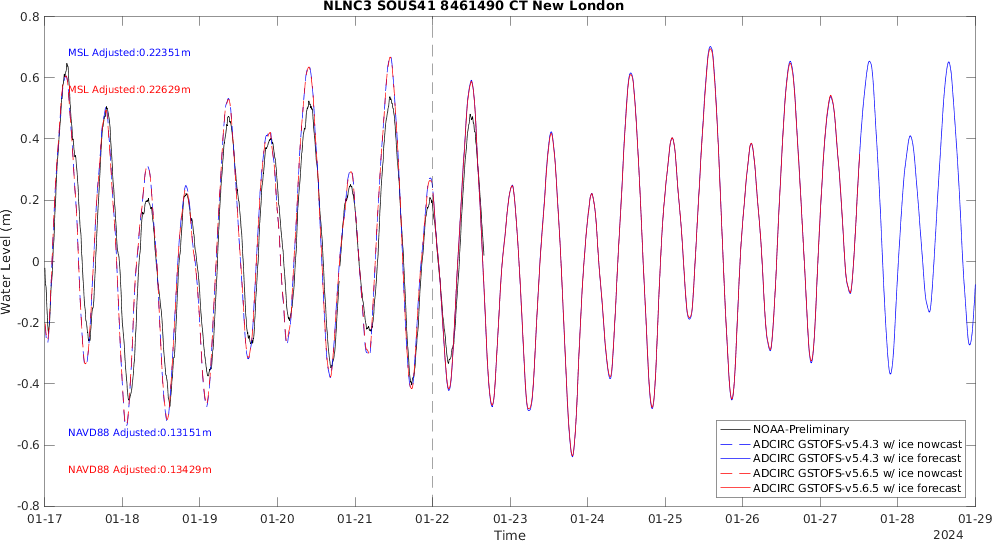 NLNC3 SOUS41 8461490 CT New London
0.8
0.6
0.4
0.2
0
-0.2
-0.4
-0.6
-0.8
Water Level (m)
MSL Adjusted:0.22351m
MSL Adjusted:0.22629m
NAVD88 Adjusted:0.13151m
NAVD88 Adjusted:0.13429m
NOAA-Preliminary
ADCIRC GSTOFS-v5.4.3 w/ ice nowcast
ADCIRC GSTOFS-v5.4.3 w/ ice forecast
ADCIRC GSTOFS-v5.6.5 w/ ice nowcast
ADCIRC GSTOFS-v5.6.5 w/ ice forecast
01-17 01-18 01-19 01-20 01-21 01-22 01-23 01-24 01-25 01-26 01-27 01-28 01-29
Time
2024